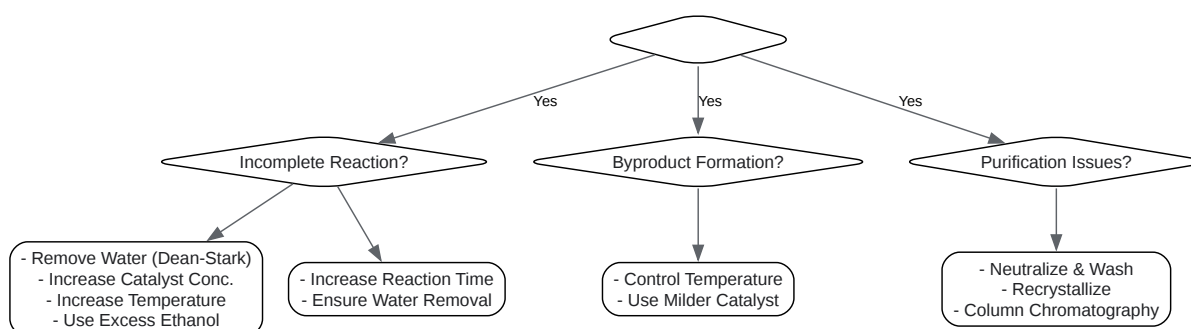 Yes
Yes
Yes
Incomplete Reaction?
Byproduct Formation?
Purification Issues?
- Remove Water (Dean-Stark)
- Increase Catalyst Conc.
- Increase Temperature
- Use Excess Ethanol
- Increase Reaction Time
- Ensure Water Removal
- Control Temperature
- Use Milder Catalyst
- Neutralize & Wash
- Recrystallize
- Column Chromatography